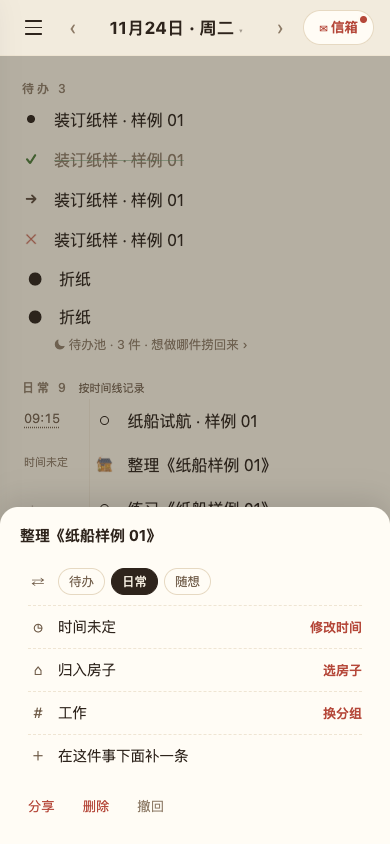 11月24日 · 周二
信箱
待办 3
装订纸样 · 样例 01
装订纸样 · 样例 01
装订纸样 · 样例 01
装订纸样 · 样例 01
折纸
折纸
待办池 · 3 件 · 想做哪件捞回来 ›
日常 9 按时间线记录
09:15 纸船试航 · 样例 01
时间未定 整理《纸船样例 01》
整理《纸船样例 01》
待办 日常 随想
时间未定 修改时间
归入房子 选房子
# 工作 换分组
+ 在这件事下面补一条
分享 删除 撤回